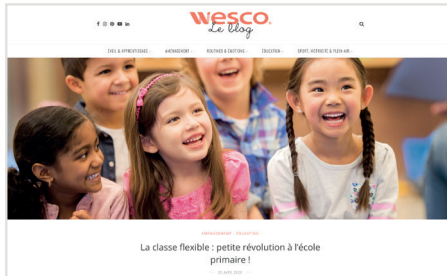 wesco
Le blog
ÉVEIL & APPRENTISSAGE
AMÉNAGEMENT
ROUTINES & ÉMOTIONS
ÉDUCATION
SPORT, MOTRICITÉ & PLEIN AIR
AMÉNAGEMENT / ÉDUCATION
La classe flexible : petite révolution à l'école
primaire !